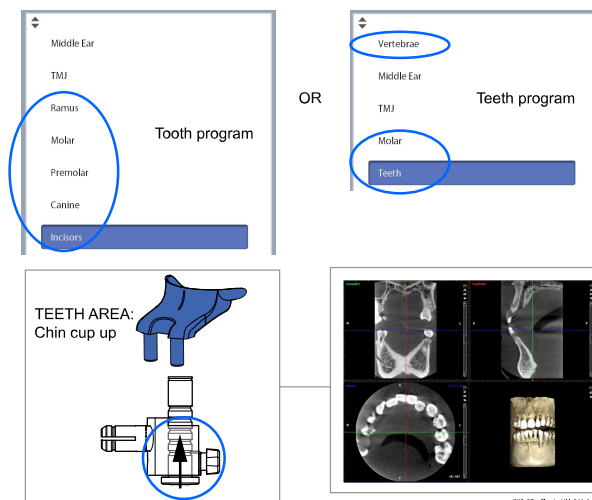 Middle Ear
TMJ
Ramus
Molar
Premolar
Canine
Incisors
Tooth program
OR
Vertebrae
Middle Ear
TMJ
Molar
Teeth
Teeth program
TEETH AREA:
Chin cup up